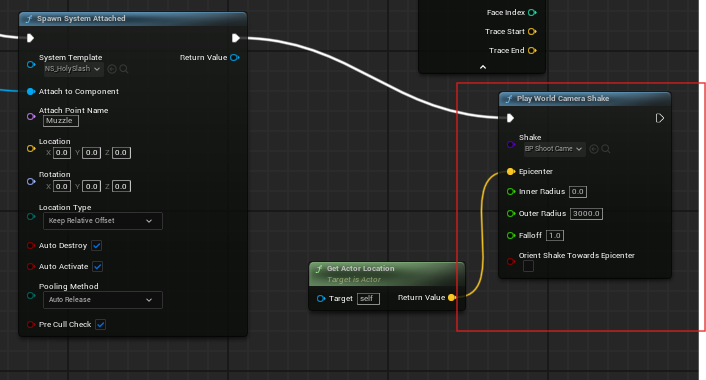 Spawn System Attached
System Template
NS_HolySlash
Return Value
Attach to Component
Attach Point Name
Muzzle
Location
X 0.0 Y 0.0 Z 0.0
Rotation
X 0.0 Y 0.0 Z 0.0
Location Type
Keep Relative Offset
Auto Destroy
Auto Activate
Pooling Method
Auto Release
Pre Cull Check
Face Index
Trace Start
Trace End
Play World Camera Shake
Shake
BP Shoot Came
Epicenter
Inner Radius 0.0
Outer Radius 3000.0
Falloff 1.0
Orient Shake Towards Epicenter
Get Actor Location
Target is Actor
Target self
Return Value